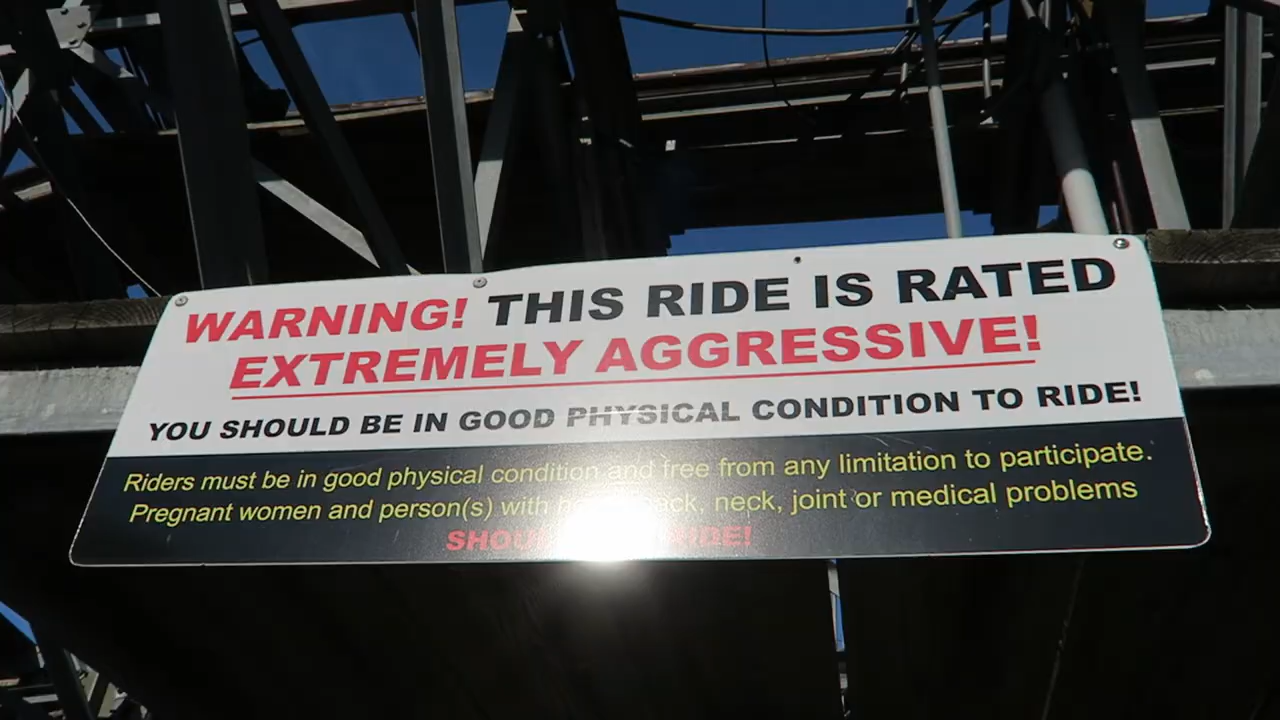 WARNING! THIS RIDE IS RATED
EXTREMELY AGGRESSIVE!
YOU SHOULD BE IN GOOD PHYSICAL CONDITION TO RIDE!
Riders must be in good physical condition and free from any limitation to participate.
Pregnant women and person(s) with neck, joint or medical problems
RIDE!